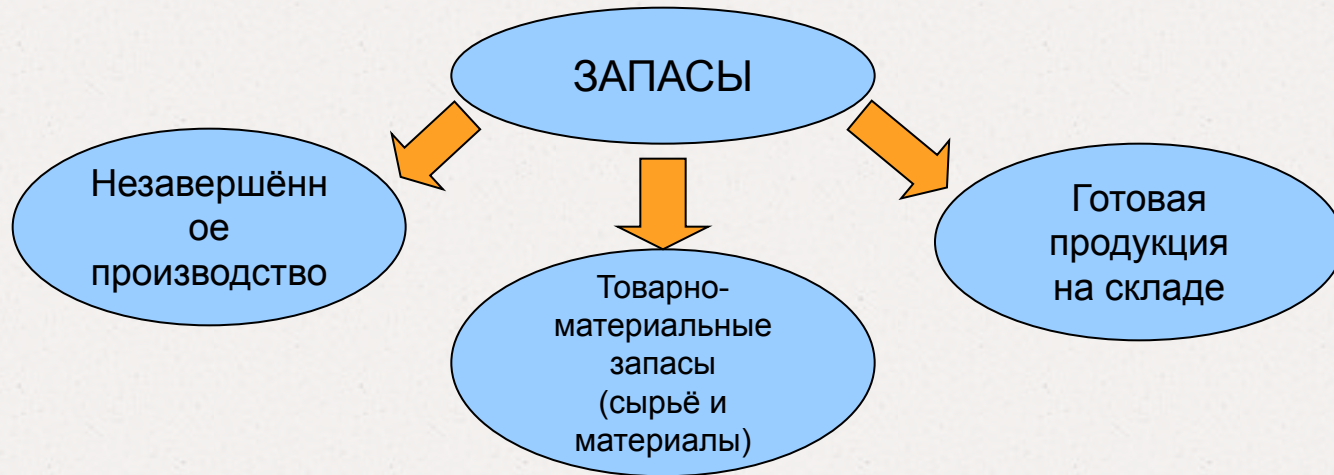 ЗАПАСЫ
Незавершённ
ое
производство
Товарно-
материальные
запасы
(сырьё и
материалы)
Готовая
продукция
на складе